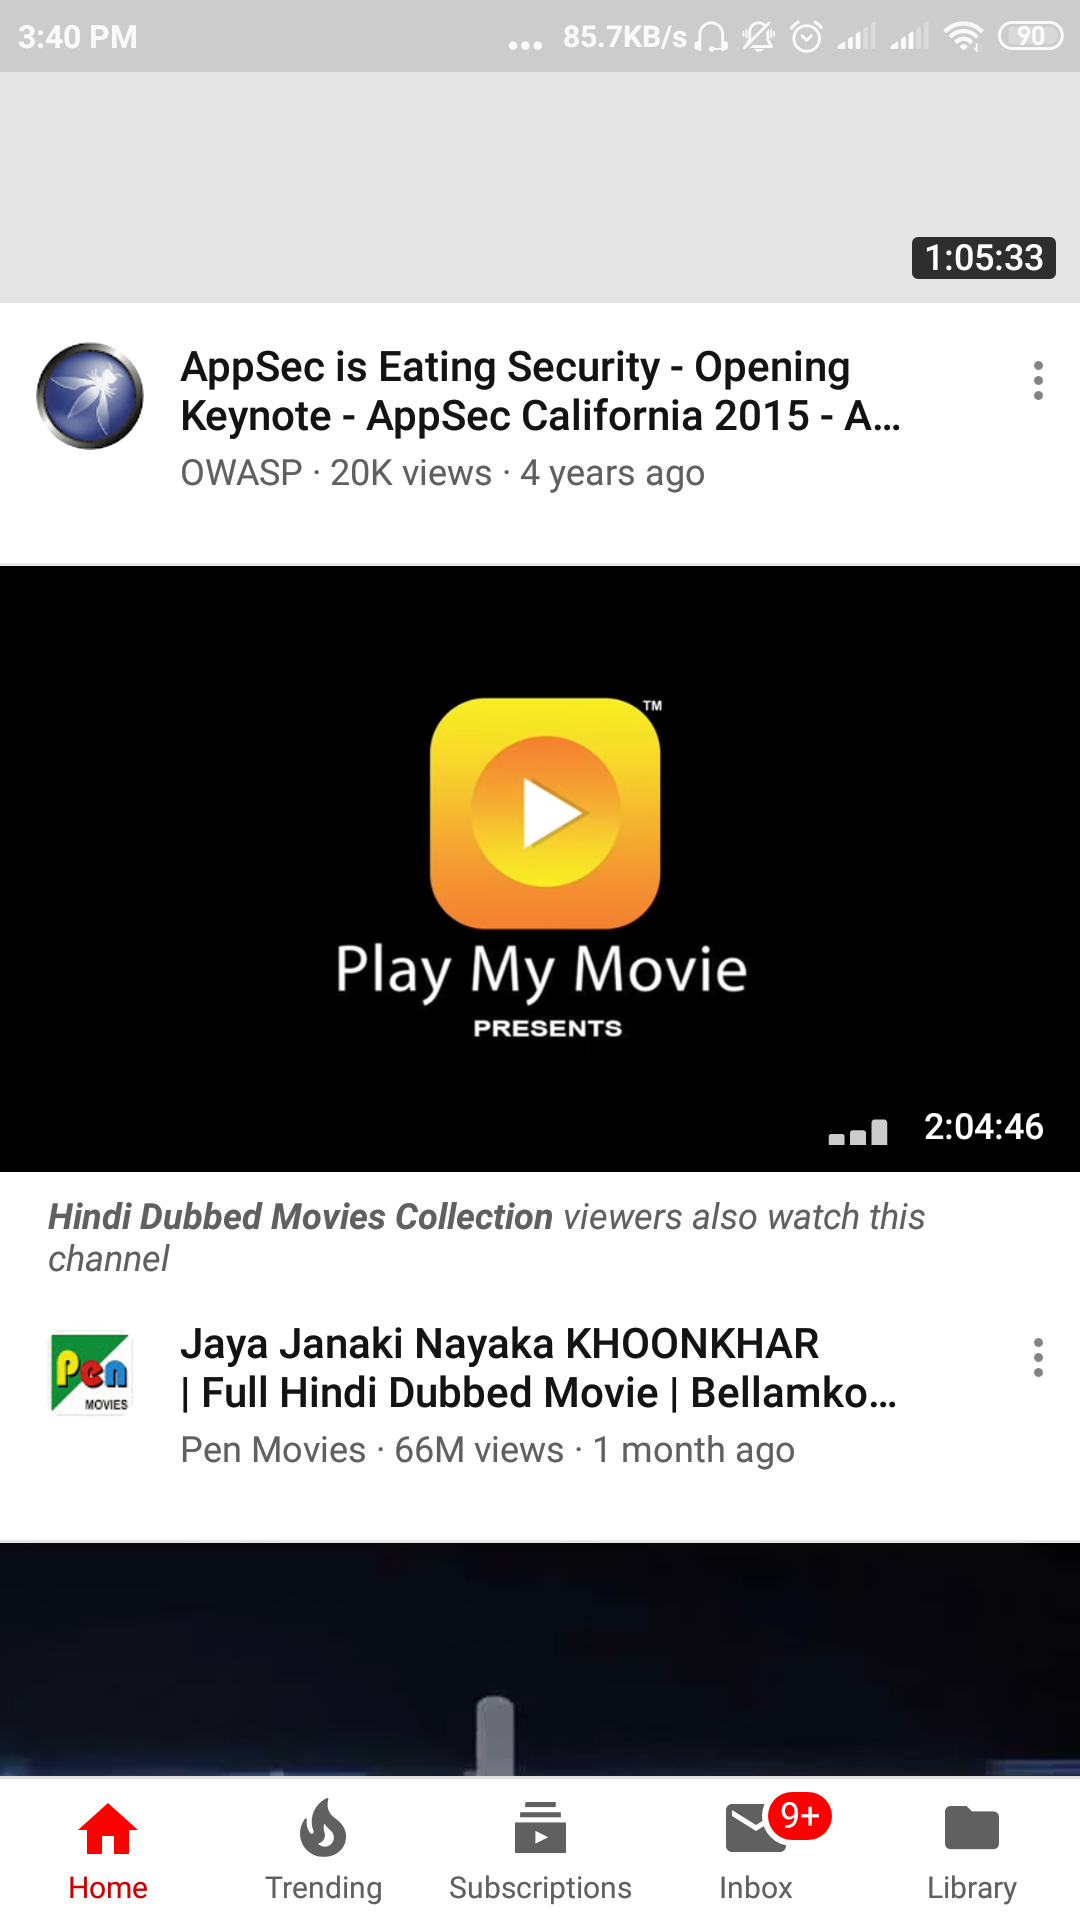 3:40 PM ... 85.7KB/s 90
1:05:33
AppSec is Eating Security - Opening
Keynote - AppSec California 2015 - A...
OWASP · 20K views · 4 years ago
TM
Play My Movie
PRESENTS
2:04:46
Hindi Dubbed Movies Collection viewers also watch this
channel
Pen
MOVIES
Jaya Janaki Nayaka KHOONKHAR
| Full Hindi Dubbed Movie | Bellamko...
Pen Movies · 66M views · 1 month ago
9+
Home Trending Subscriptions Inbox Library